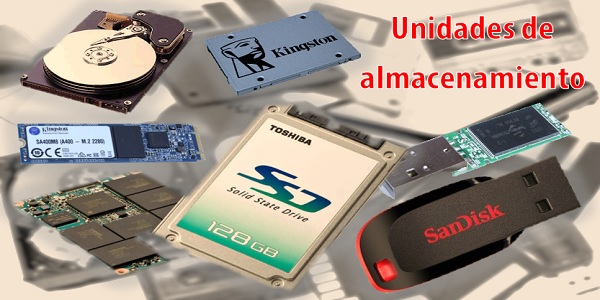 Unidades de
almacenamiento
Kingston
Kingston
SA400M8 (A400 - M.2 2280)
TOSHIBA
SSD
Solid State Drive
128GB
SanDisk